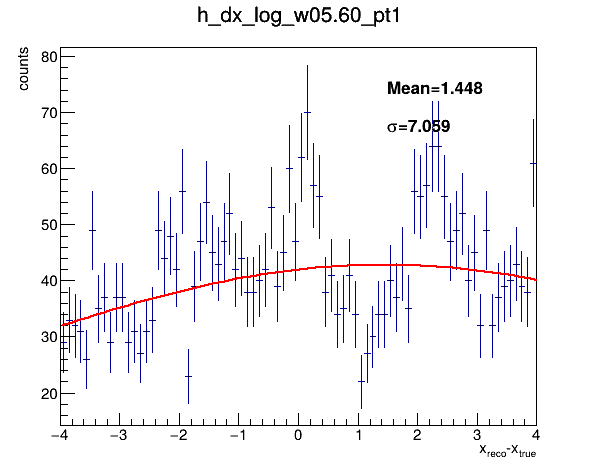 h_dx_log_w05.60_pt1
counts
80
70
60
50
40
30
20
Mean=1.448
σ=7.059
−4 −3 −2 −1 0 1 2 3 4
x_reco-x_true